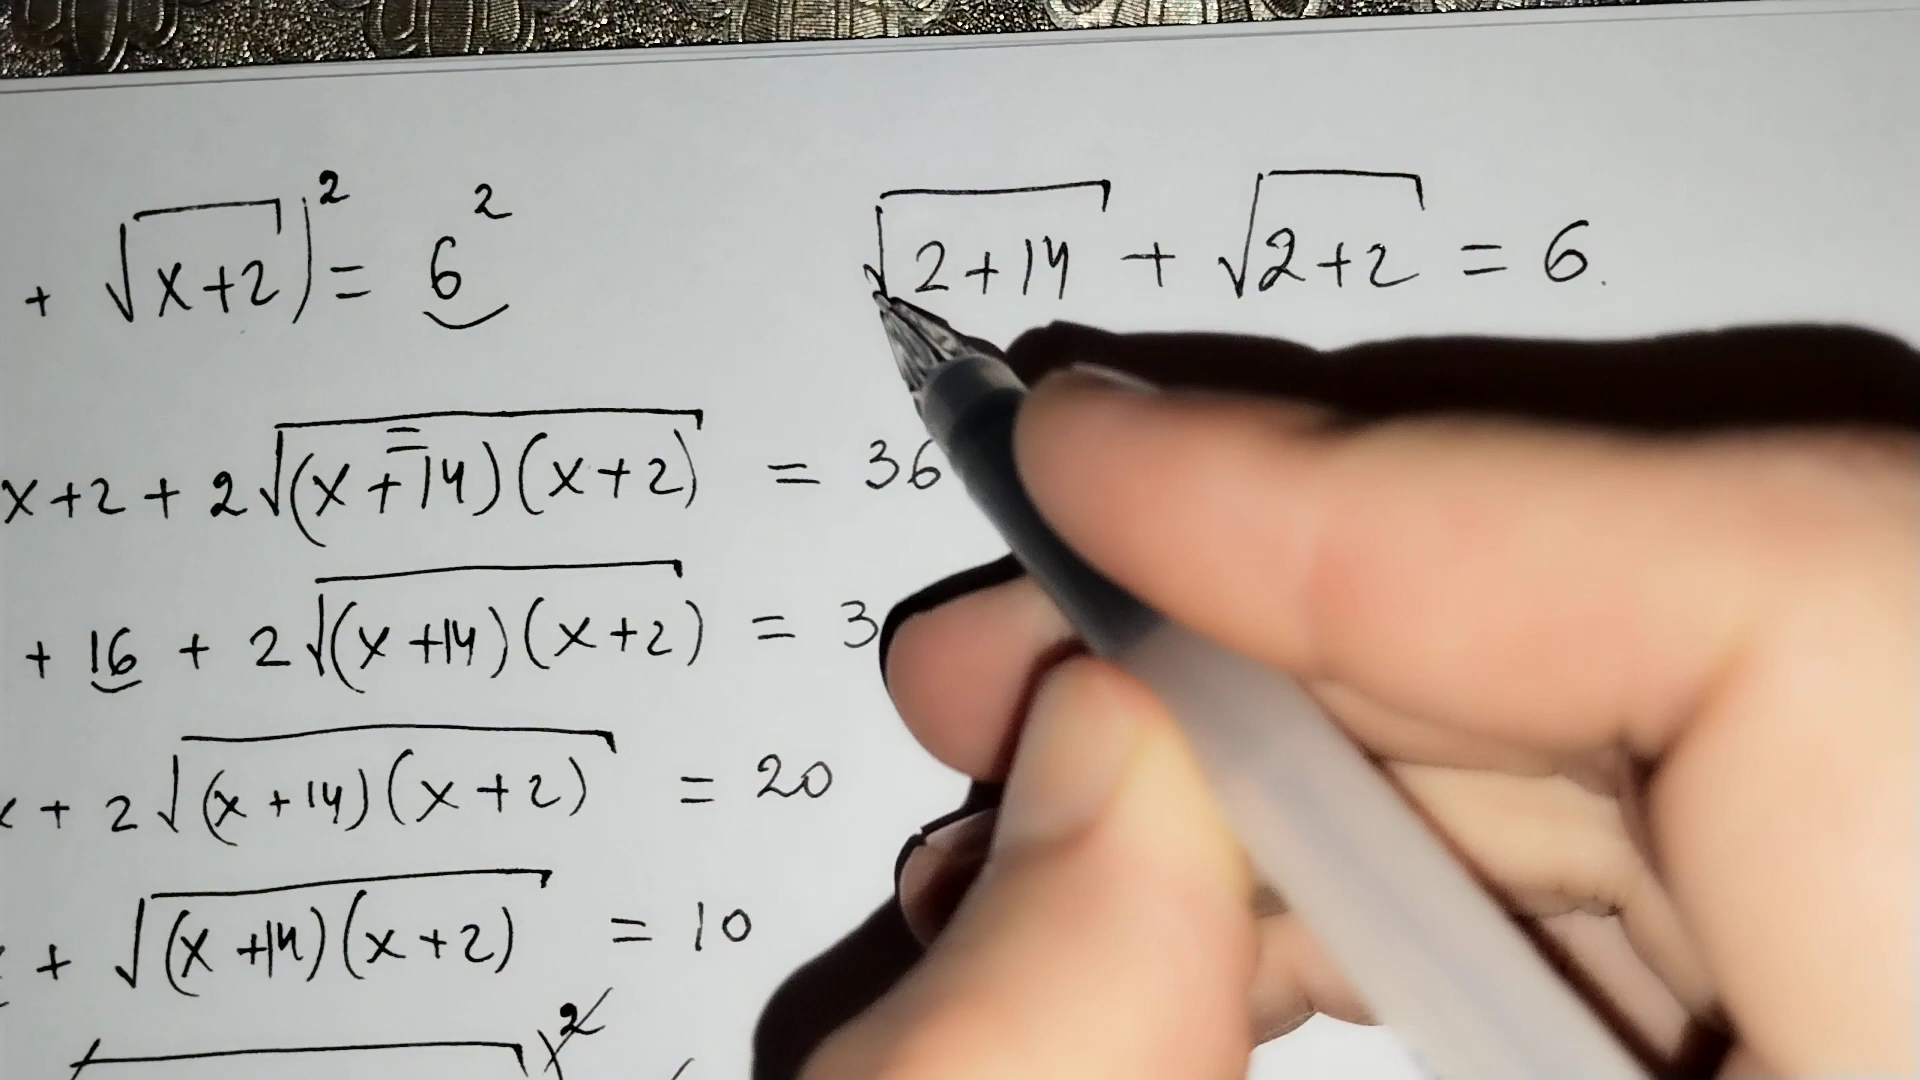 + √(x+2))² = 6²
√(2+14) + √(2+2) = 6
x+2 + 2√((x+14)(x+2)) = 36
+ 16 + 2√((x+14)(x+2)) = 3
+ 2√((x+14)(x+2)) = 20
+ √((x+14)(x+2)) = 10
)²